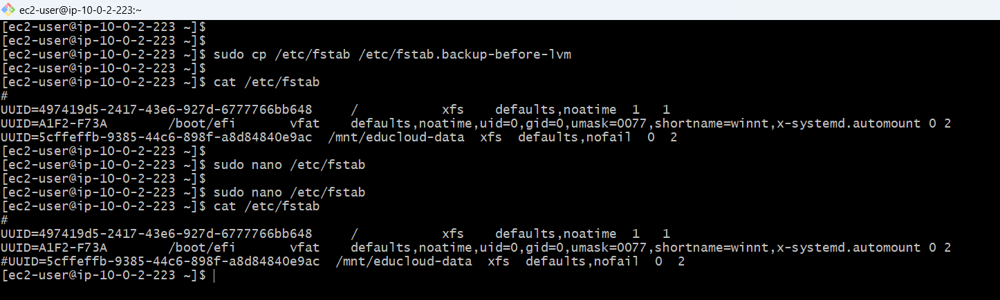 ec2-user@ip-10-0-2-223:~
[ec2-user@ip-10-0-2-223 ~]$
[ec2-user@ip-10-0-2-223 ~]$
[ec2-user@ip-10-0-2-223 ~]$ sudo cp /etc/fstab /etc/fstab.backup-before-lvm
[ec2-user@ip-10-0-2-223 ~]$
[ec2-user@ip-10-0-2-223 ~]$ cat /etc/fstab
#
UUID=497419d5-2417-43e6-927d-6777766bb648     /           xfs    defaults,noatime  1   1
UUID=A1F2-F73A        /boot/efi       vfat    defaults,noatime,uid=0,gid=0,umask=0077,shortname=winnt,x-systemd.automount 0 2
UUID=5cffeffb-9385-44c6-898f-a8d84840e9ac  /mnt/educloud-data  xfs  defaults,nofail  0  2
[ec2-user@ip-10-0-2-223 ~]$
[ec2-user@ip-10-0-2-223 ~]$ sudo nano /etc/fstab
[ec2-user@ip-10-0-2-223 ~]$
[ec2-user@ip-10-0-2-223 ~]$ sudo nano /etc/fstab
[ec2-user@ip-10-0-2-223 ~]$ cat /etc/fstab
#
UUID=497419d5-2417-43e6-927d-6777766bb648     /           xfs    defaults,noatime  1   1
UUID=A1F2-F73A        /boot/efi       vfat    defaults,noatime,uid=0,gid=0,umask=0077,shortname=winnt,x-systemd.automount 0 2
#UUID=5cffeffb-9385-44c6-898f-a8d84840e9ac  /mnt/educloud-data  xfs  defaults,nofail  0  2
[ec2-user@ip-10-0-2-223 ~]$